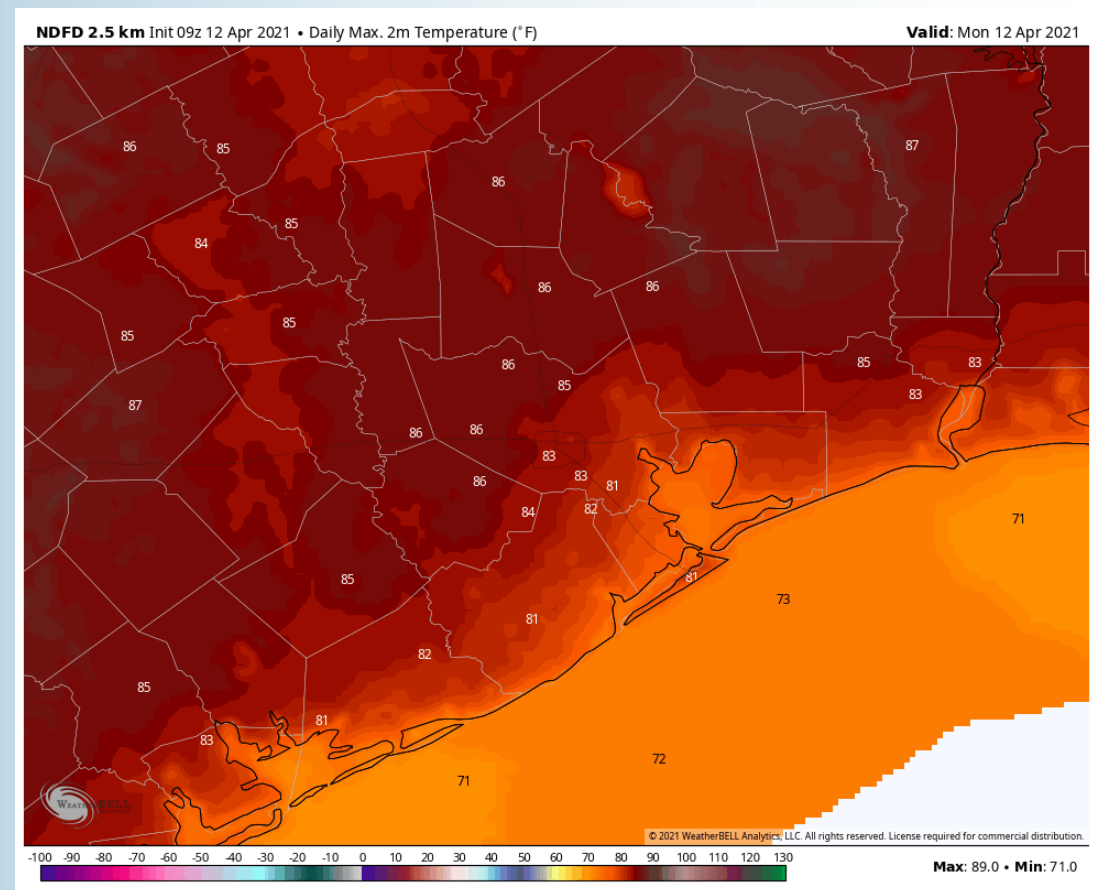 NDFD 2.5 km Init 09z 12 Apr 2021 • Daily Max. 2m Temperature (°F) Valid: Mon 12 Apr 2021
86 85 87
86
85
84
86 86
85
85
86 85 83
85
87 83
86 86
83
83 81
86
84 82 71
85 81
73
81
82
85
81
83
72
71
WEATHERBELL
© 2021 WeatherBELL Analytics, LLC. All rights reserved. License required for commercial distribution.
-100 -90 -80 -70 -60 -50 -40 -30 -20 -10 0 10 20 30 40 50 60 70 80 90 100 110 120 130
Max: 89.0 • Min: 71.0